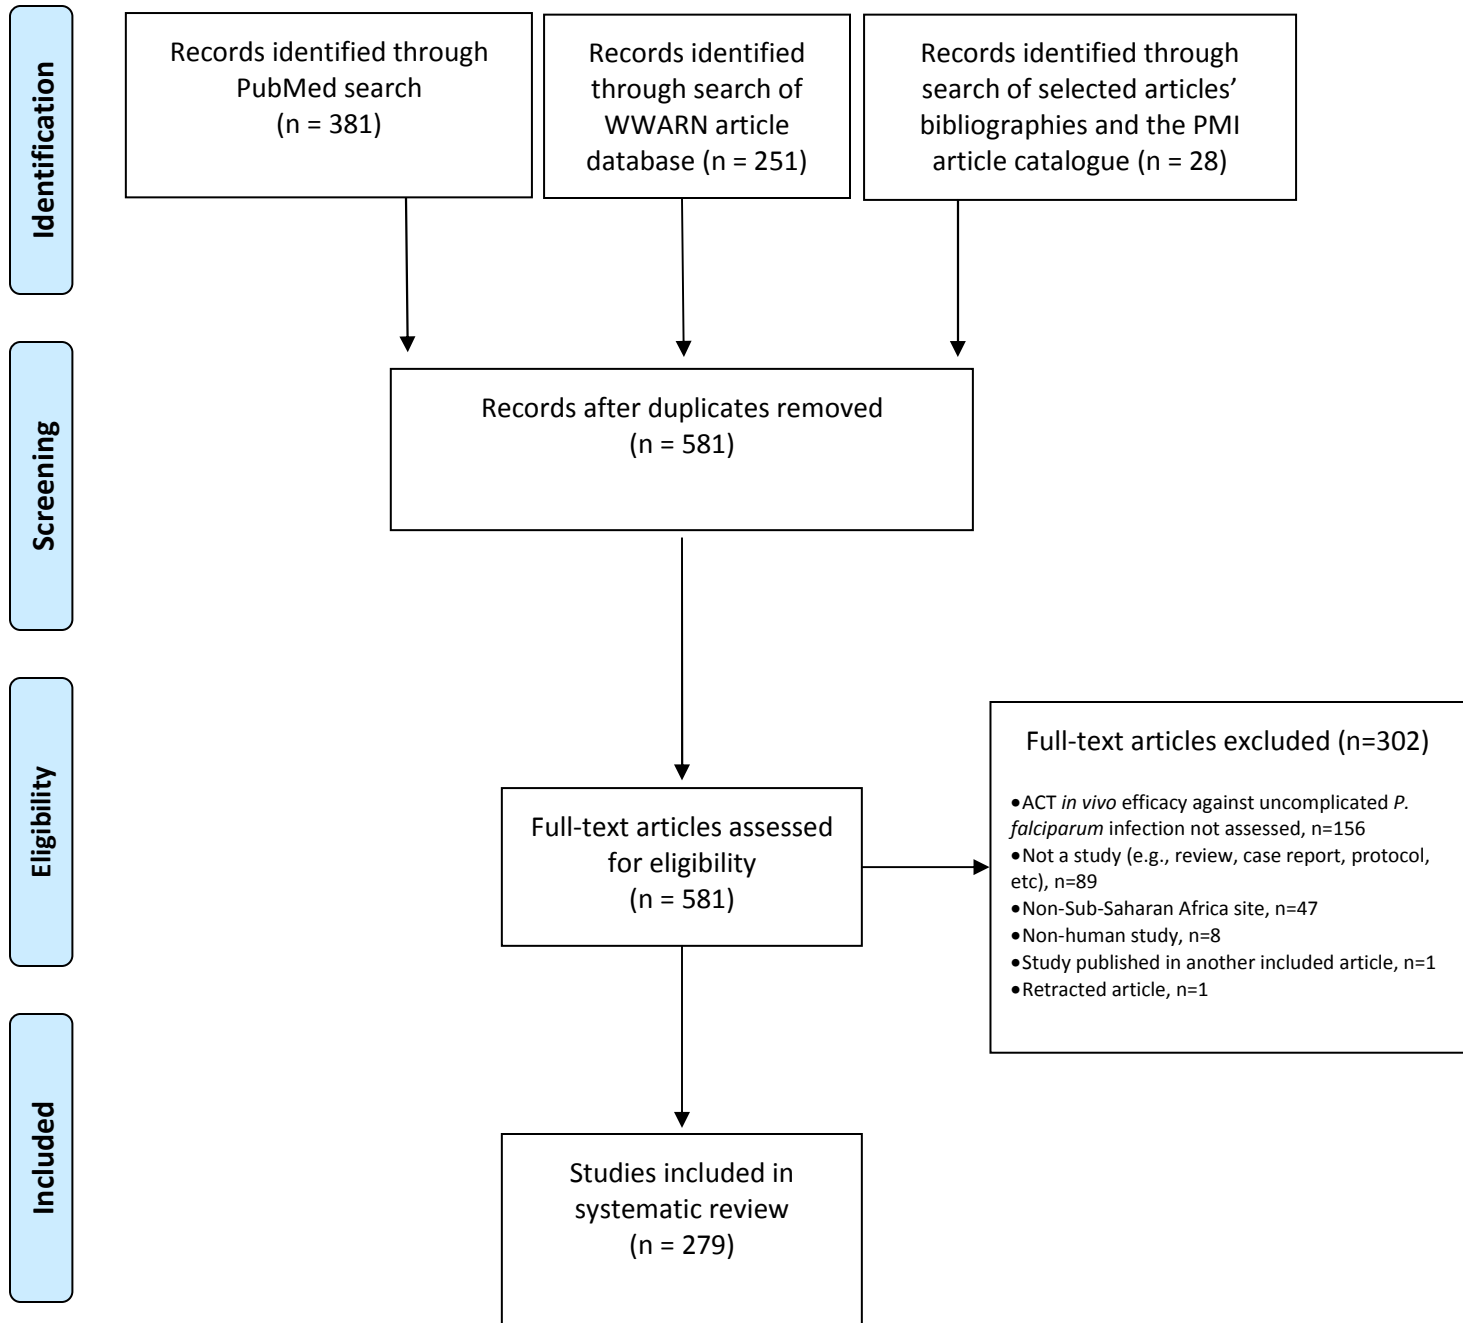 Identification
Records identified through
PubMed search
(n = 381)
Records identified
through search of
WWARN article
database (n = 251)
Records identified through
search of selected articles’
bibliographies and the PMI
article catalogue (n = 28)
Screening
Records after duplicates removed
(n = 581)
Eligibility
Full-text articles assessed
for eligibility
(n = 581)
Full-text articles excluded (n=302)
•ACT in vivo efficacy against uncomplicated P.
falciparum infection not assessed, n=156
•Not a study (e.g., review, case report, protocol,
etc), n=89
•Non-Sub-Saharan Africa site, n=47
•Non-human study, n=8
•Study published in another included article, n=1
•Retracted article, n=1
Included
Studies included in
systematic review
(n = 279)